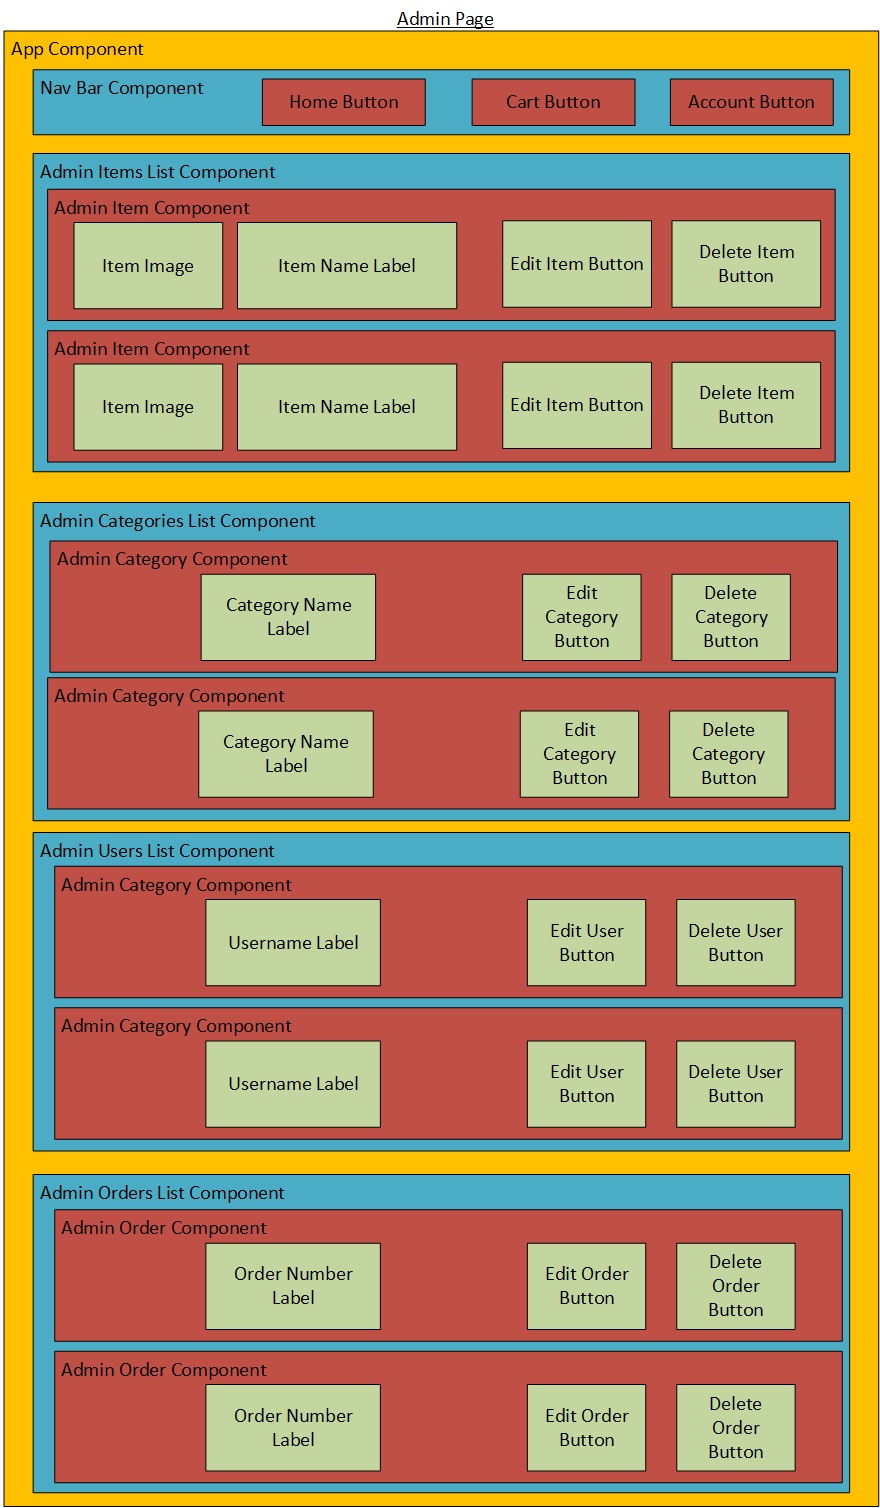 Admin Page
App Component
Nav Bar Component
Home Button
Cart Button
Account Button
Admin Items List Component
Admin Item Component
Item Image
Item Name Label
Edit Item Button
Delete Item
Button
Admin Item Component
Item Image
Item Name Label
Edit Item Button
Delete Item
Button
Admin Categories List Component
Admin Category Component
Category Name
Label
Edit
Category
Button
Delete
Category
Button
Admin Category Component
Category Name
Label
Edit
Category
Button
Delete
Category
Button
Admin Users List Component
Admin Category Component
Username Label
Edit User
Button
Delete User
Button
Admin Category Component
Username Label
Edit User
Button
Delete User
Button
Admin Orders List Component
Admin Order Component
Order Number
Label
Edit Order
Button
Delete
Order
Button
Admin Order Component
Order Number
Label
Edit Order
Button
Delete
Order
Button